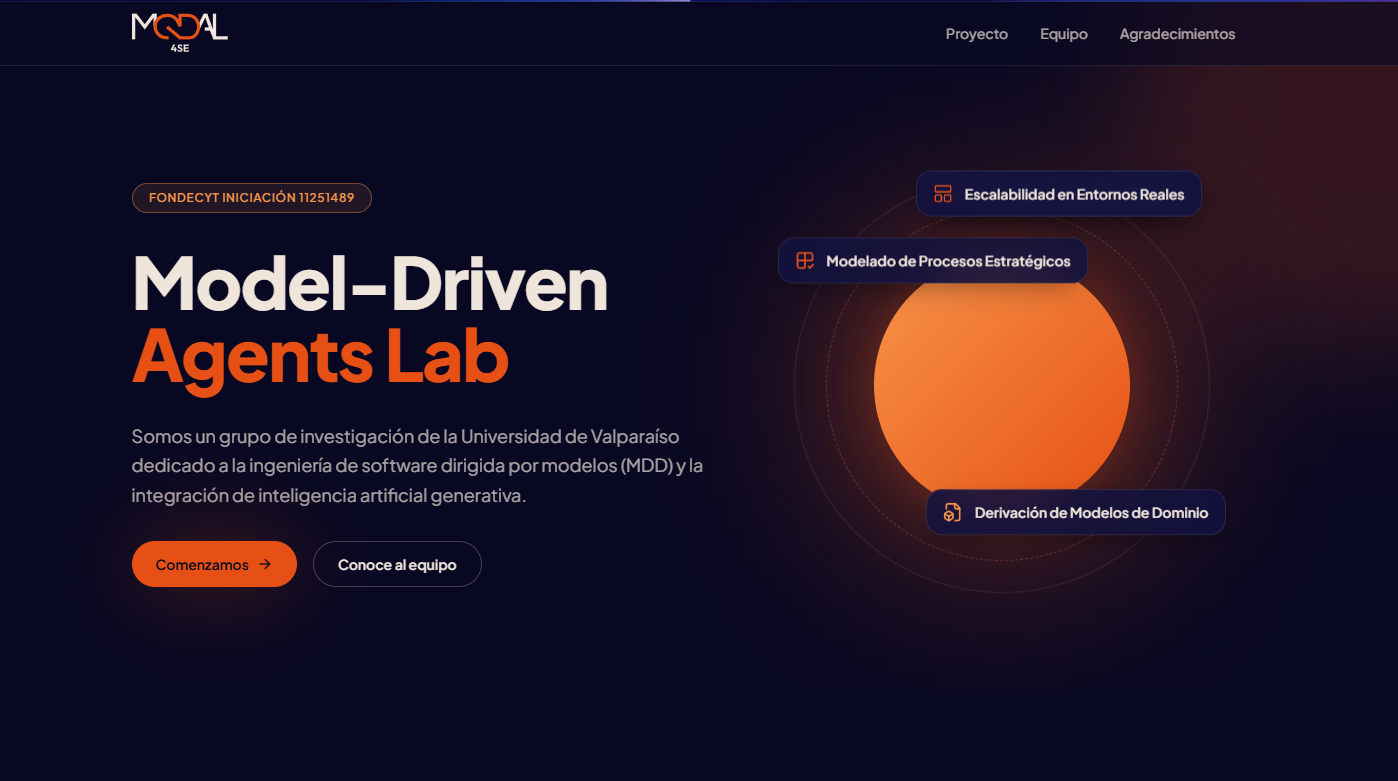 MODAL
4SE
Proyecto
Equipo
Agradecimientos
FONDECYT INICIACIÓN 11251489
Model-Driven
Agents Lab
Somos un grupo de investigación de la Universidad de Valparaíso
dedicado a la ingeniería de software dirigida por modelos (MDD) y la
integración de inteligencia artificial generativa.
Comenzamos →
Conoce al equipo
Escalabilidad en Entornos Reales
Modelado de Procesos Estratégicos
Derivación de Modelos de Dominio